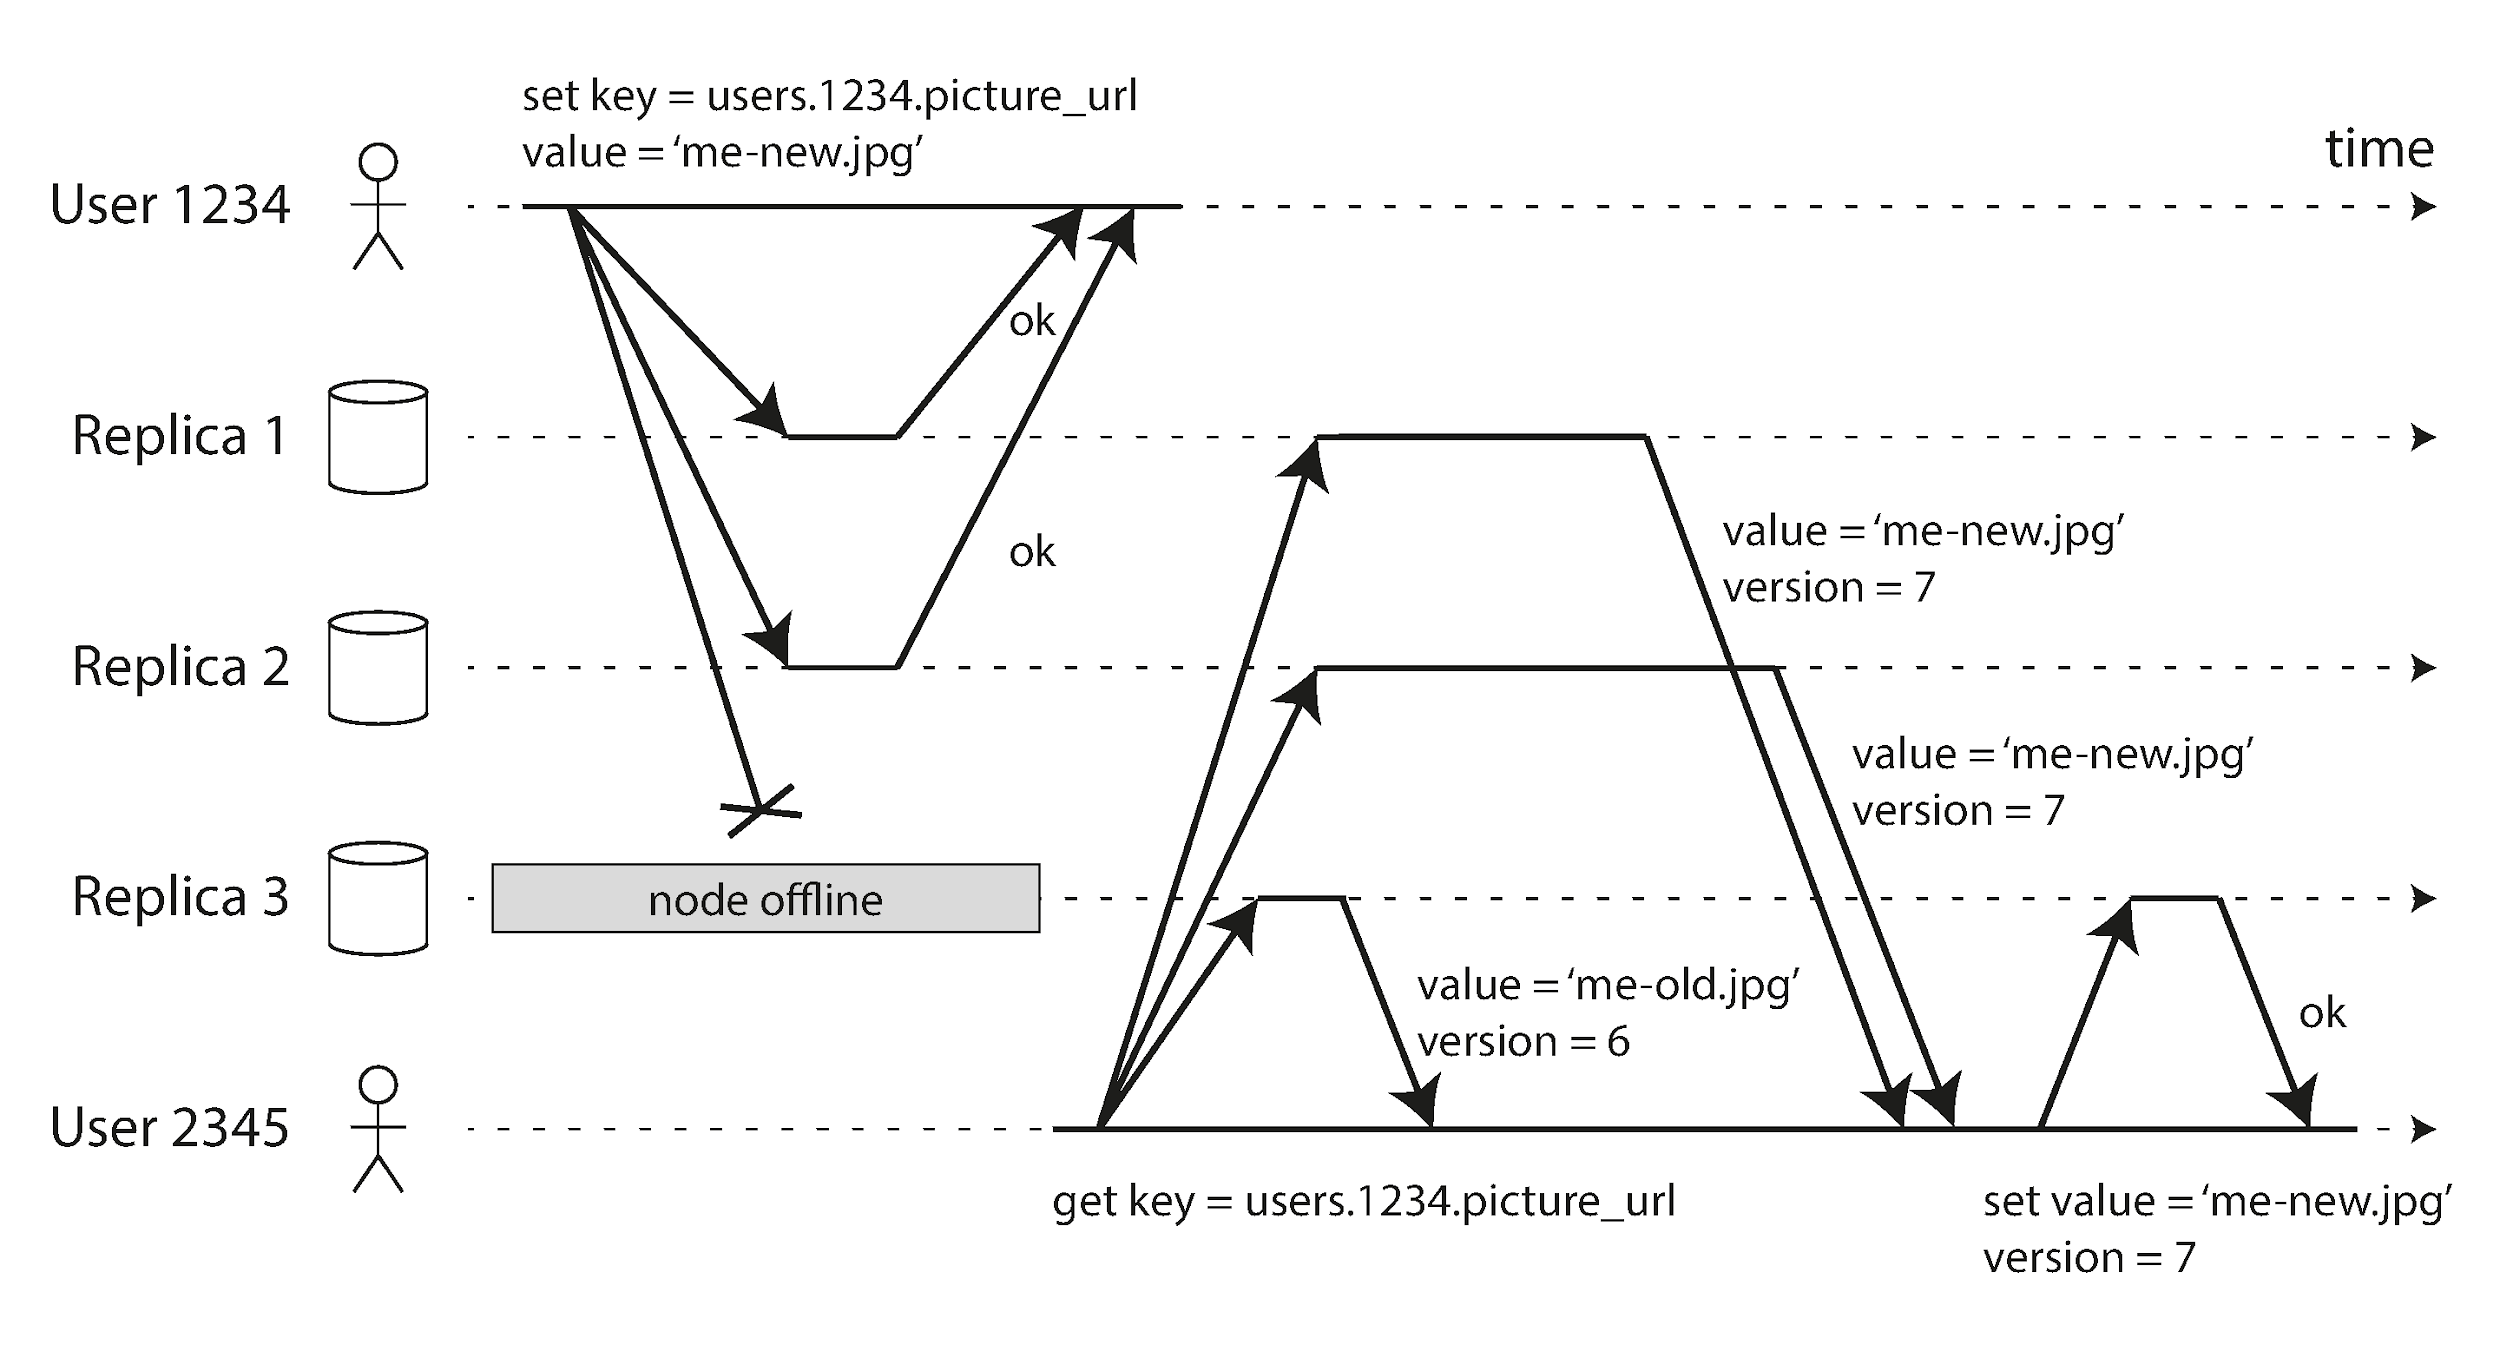 set key = users.1234.picture_url
value = ‘me-new.jpg’
time
User 1234
ok
Replica 1
value = ‘me-new.jpg’
version = 7
ok
Replica 2
value = ‘me-new.jpg’
version = 7
Replica 3
node offline
value = ‘me-old.jpg’
version = 6
ok
User 2345
get key = users.1234.picture_url
set value = ‘me-new.jpg’
version = 7